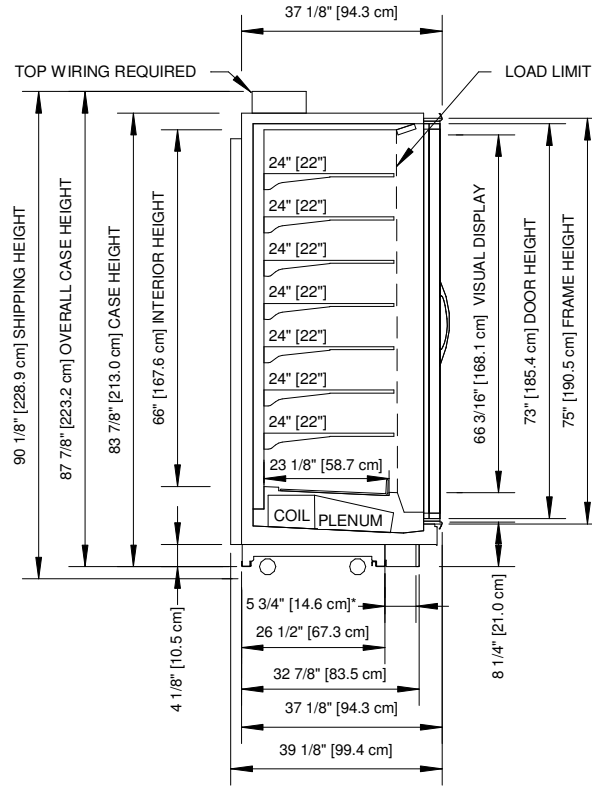 37 1/8" [94.3 cm]
TOP WIRING REQUIRED
LOAD LIMIT
90 1/8" [228.9 cm] SHIPPING HEIGHT
87 7/8" [223.2 cm] OVERALL CASE HEIGHT
83 7/8" [213.0 cm] CASE HEIGHT
66" [167.6 cm] INTERIOR HEIGHT
24" [22"]
24" [22"]
24" [22"]
24" [22"]
24" [22"]
24" [22"]
24" [22"]
66 3/16" [168.1 cm] VISUAL DISPLAY
73" [185.4 cm] DOOR HEIGHT
75" [190.5 cm] FRAME HEIGHT
23 1/8" [58.7 cm]
COIL
PLENUM
4 1/8" [10.5 cm]
5 3/4" [14.6 cm]*
8 1/4" [21.0 cm]
26 1/2" [67.3 cm]
32 7/8" [83.5 cm]
37 1/8" [94.3 cm]
39 1/8" [99.4 cm]